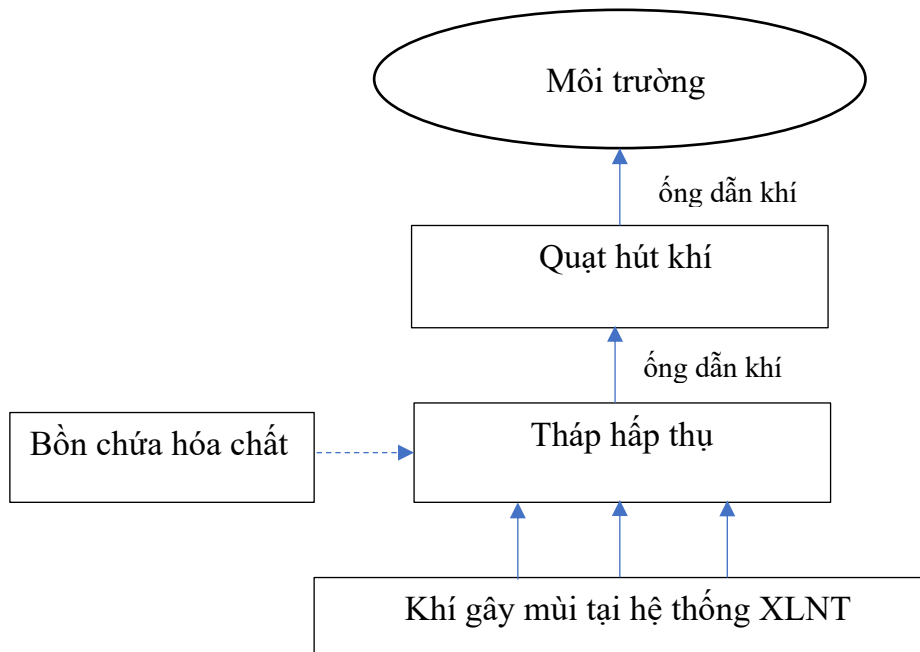 Môi trường
ống dẫn khí
Quạt hút khí
ống dẫn khí
Bồn chứa hóa chất
Tháp hấp thụ
Khí gây mùi tại hệ thống XLNT